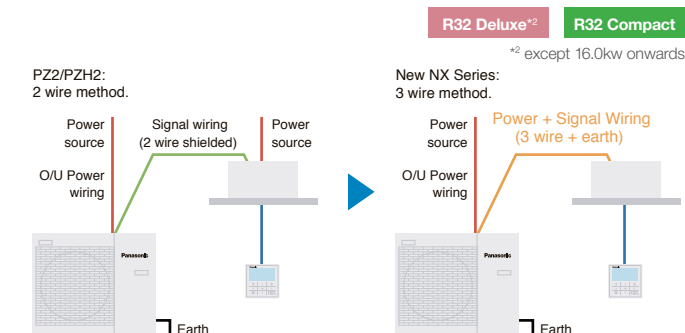 R32 Deluxe*2
R32 Compact
*2 except 16.0kw onwards
PZ2/PZH2:
2 wire method.
Power
source
Signal wiring
(2 wire shielded)
Power
source
O/U Power
wiring
Panasonic
Earth
New NX Series:
3 wire method.
Power
source
Power + Signal Wiring
(3 wire + earth)
O/U Power
wiring
Panasonic
Earth